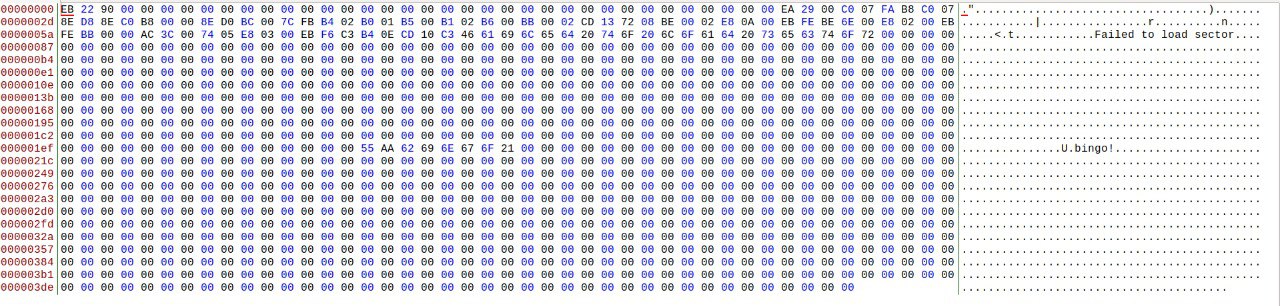 00000000 EB 22 90 00 00 00 00 00 00 00 00 00 00 00 00 00 00 00 00 00 00 00 00 00 00 00 00 00 00 00 00 00 00 00 00 00 EA 29 00 C0 07 FA B8 C0 07 ."...................................).......
0000002d 8E D8 8E C0 B8 00 00 8E D0 BC 00 7C FB B4 02 B0 01 B5 00 B1 02 B6 00 BB 00 02 CD 13 72 08 BE 00 02 E8 0A 00 EB FE BE 6E 00 E8 02 00 EB ...........|................r..........n.....
0000005a FE BB 00 00 AC 3C 00 74 05 E8 03 00 EB F6 C3 B4 0E CD 10 C3 46 61 69 6C 65 64 20 74 6F 20 6C 6F 61 64 20 73 65 63 74 6F 72 00 00 00 00 .....<.t............Failed to load sector....
00000087 00 00 00 00 00 00 00 00 00 00 00 00 00 00 00 00 00 00 00 00 00 00 00 00 00 00 00 00 00 00 00 00 00 00 00 00 00 00 00 00 00 00 00 00 00 .............................................
000000b4 00 00 00 00 00 00 00 00 00 00 00 00 00 00 00 00 00 00 00 00 00 00 00 00 00 00 00 00 00 00 00 00 00 00 00 00 00 00 00 00 00 00 00 00 00 .............................................
000000e1 00 00 00 00 00 00 00 00 00 00 00 00 00 00 00 00 00 00 00 00 00 00 00 00 00 00 00 00 00 00 00 00 00 00 00 00 00 00 00 00 00 00 00 00 00 .............................................
0000010e 00 00 00 00 00 00 00 00 00 00 00 00 00 00 00 00 00 00 00 00 00 00 00 00 00 00 00 00 00 00 00 00 00 00 00 00 00 00 00 00 00 00 00 00 00 .............................................
0000013b 00 00 00 00 00 00 00 00 00 00 00 00 00 00 00 00 00 00 00 00 00 00 00 00 00 00 00 00 00 00 00 00 00 00 00 00 00 00 00 00 00 00 00 00 00 .............................................
00000168 00 00 00 00 00 00 00 00 00 00 00 00 00 00 00 00 00 00 00 00 00 00 00 00 00 00 00 00 00 00 00 00 00 00 00 00 00 00 00 00 00 00 00 00 00 .............................................
00000195 00 00 00 00 00 00 00 00 00 00 00 00 00 00 00 00 00 00 00 00 00 00 00 00 00 00 00 00 00 00 00 00 00 00 00 00 00 00 00 00 00 00 00 00 00 .............................................
000001c2 00 00 00 00 00 00 00 00 00 00 00 00 00 00 00 00 00 00 00 00 00 00 00 00 00 00 00 00 00 00 00 00 00 00 00 00 00 00 00 00 00 00 00 00 00 .............................................
000001ef 00 00 00 00 00 00 00 00 00 00 00 00 00 00 00 55 AA 62 69 6E 67 6F 21 00 00 00 00 00 00 00 00 00 00 00 00 00 00 00 00 00 00 00 00 00 00 ...............U.bingo!......................
0000021c 00 00 00 00 00 00 00 00 00 00 00 00 00 00 00 00 00 00 00 00 00 00 00 00 00 00 00 00 00 00 00 00 00 00 00 00 00 00 00 00 00 00 00 00 00 .............................................
00000249 00 00 00 00 00 00 00 00 00 00 00 00 00 00 00 00 00 00 00 00 00 00 00 00 00 00 00 00 00 00 00 00 00 00 00 00 00 00 00 00 00 00 00 00 00 .............................................
00000276 00 00 00 00 00 00 00 00 00 00 00 00 00 00 00 00 00 00 00 00 00 00 00 00 00 00 00 00 00 00 00 00 00 00 00 00 00 00 00 00 00 00 00 00 00 .............................................
000002a3 00 00 00 00 00 00 00 00 00 00 00 00 00 00 00 00 00 00 00 00 00 00 00 00 00 00 00 00 00 00 00 00 00 00 00 00 00 00 00 00 00 00 00 00 00 .............................................
000002d0 00 00 00 00 00 00 00 00 00 00 00 00 00 00 00 00 00 00 00 00 00 00 00 00 00 00 00 00 00 00 00 00 00 00 00 00 00 00 00 00 00 00 00 00 00 .............................................
000002fd 00 00 00 00 00 00 00 00 00 00 00 00 00 00 00 00 00 00 00 00 00 00 00 00 00 00 00 00 00 00 00 00 00 00 00 00 00 00 00 00 00 00 00 00 00 .............................................
0000032a 00 00 00 00 00 00 00 00 00 00 00 00 00 00 00 00 00 00 00 00 00 00 00 00 00 00 00 00 00 00 00 00 00 00 00 00 00 00 00 00 00 00 00 00 00 .............................................
00000357 00 00 00 00 00 00 00 00 00 00 00 00 00 00 00 00 00 00 00 00 00 00 00 00 00 00 00 00 00 00 00 00 00 00 00 00 00 00 00 00 00 00 00 00 00 .............................................
00000384 00 00 00 00 00 00 00 00 00 00 00 00 00 00 00 00 00 00 00 00 00 00 00 00 00 00 00 00 00 00 00 00 00 00 00 00 00 00 00 00 00 00 00 00 00 .............................................
000003b1 00 00 00 00 00 00 00 00 00 00 00 00 00 00 00 00 00 00 00 00 00 00 00 00 00 00 00 00 00 00 00 00 00 00 00 00 00 00 00 00 00 00 00 00 00 .............................................
000003de 00 00 00 00 00 00 00 00 00 00 00 00 00 00 00 00 00 00 00 00 00 00 00 00 00 00 00 00 00 00 00 00 00 00 00 00 00 00 00 00 ........................................